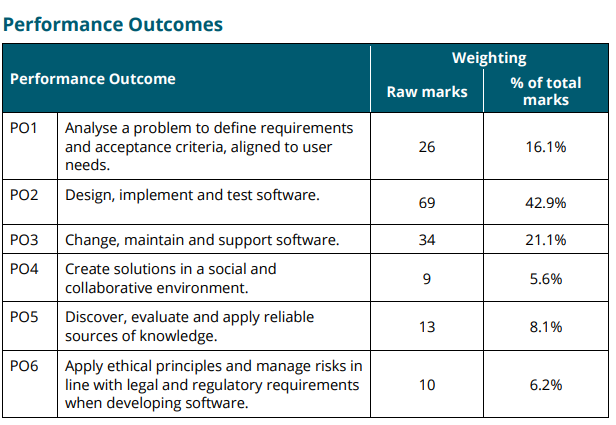 Performance Outcomes
Performance Outcome
Weighting
Raw marks
% of total
marks
PO1
Analyse a problem to define requirements
and acceptance criteria, aligned to user
needs.
26
16.1%
PO2
Design, implement and test software.
69
42.9%
PO3
Change, maintain and support software.
34
21.1%
PO4
Create solutions in a social and
collaborative environment.
9
5.6%
PO5
Discover, evaluate and apply reliable
sources of knowledge.
13
8.1%
PO6
Apply ethical principles and manage risks in
line with legal and regulatory requirements
when developing software.
10
6.2%